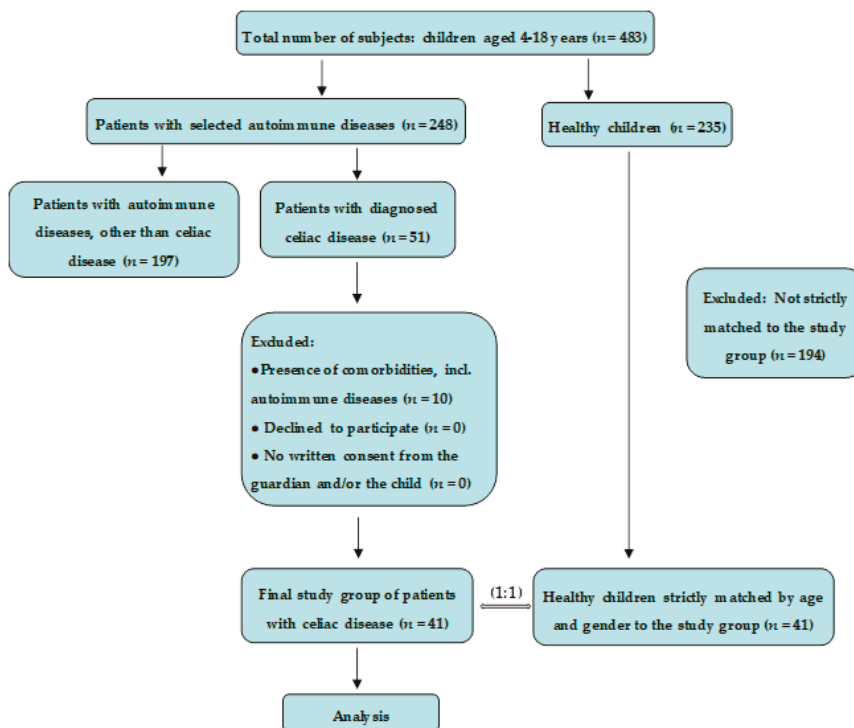 Total number of subjects: children aged 4-18 years (n = 483)
Patients with selected autoimmune diseases (n = 248)
Healthy children (n = 235)
Patients with autoimmune
diseases, other than celiac
disease (n = 197)
Patients with diagnosed
celiac disease (n = 51)
Excluded: Not strictly
matched to the study
group (n = 194)
Excluded:
●Presence of comorbidities, incl.
autoimmune diseases (n = 10)
● Declined to participate (n = 0)
● No written consent from the
guardian and/or the child (n = 0)
Final study group of patients
with celiac disease (n = 41)
(1:1)
Healthy children strictly matched by age
and gender to the study group (n = 41)
Analysis